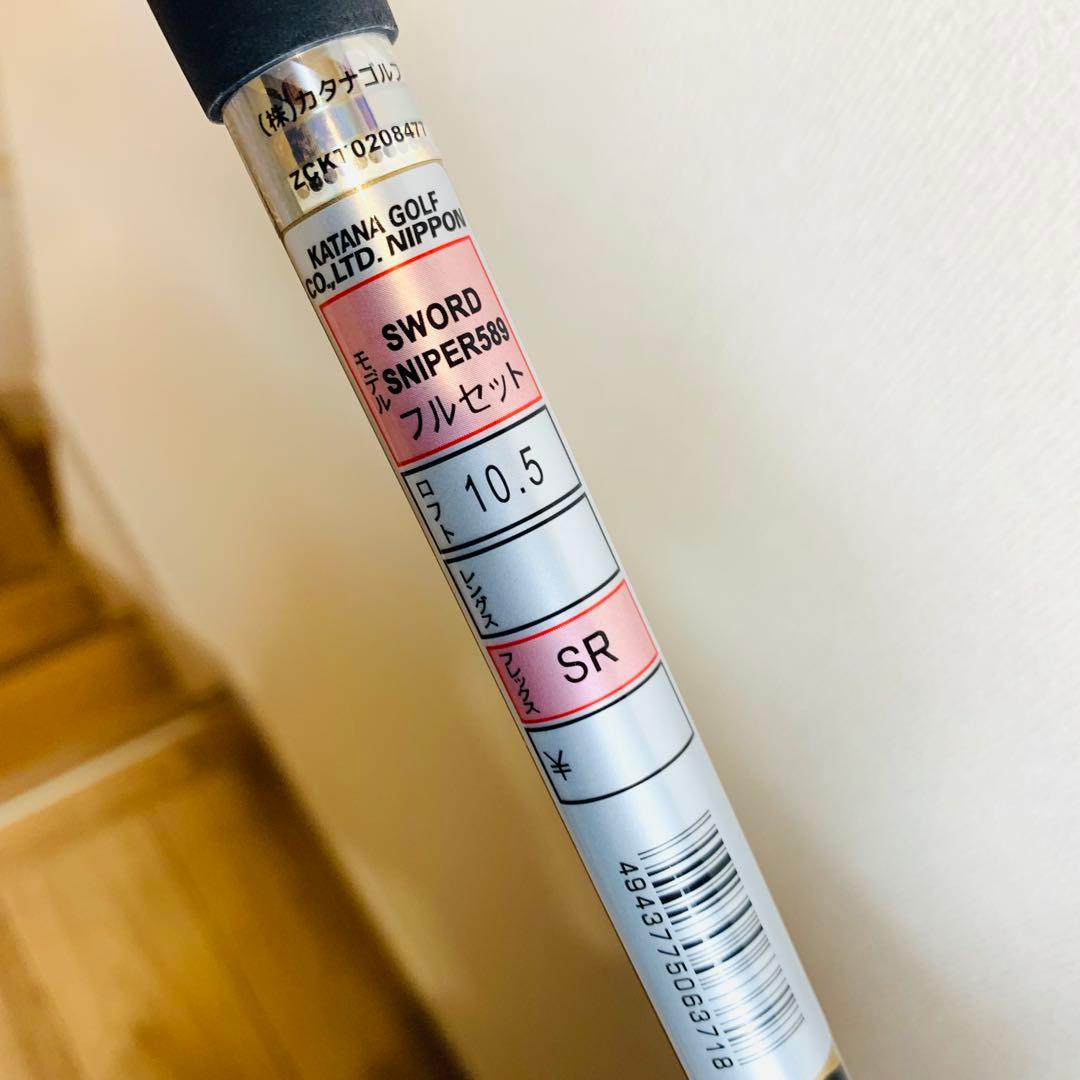 (株)カタナゴルフ
ZCKT0208477
KATANA GOLF
CO.,LTD. NIPPON
モデル
SWORD
SNIPER589
フルセット
ロフト 10.5
レングス
フレックス SR
¥
4943775063718